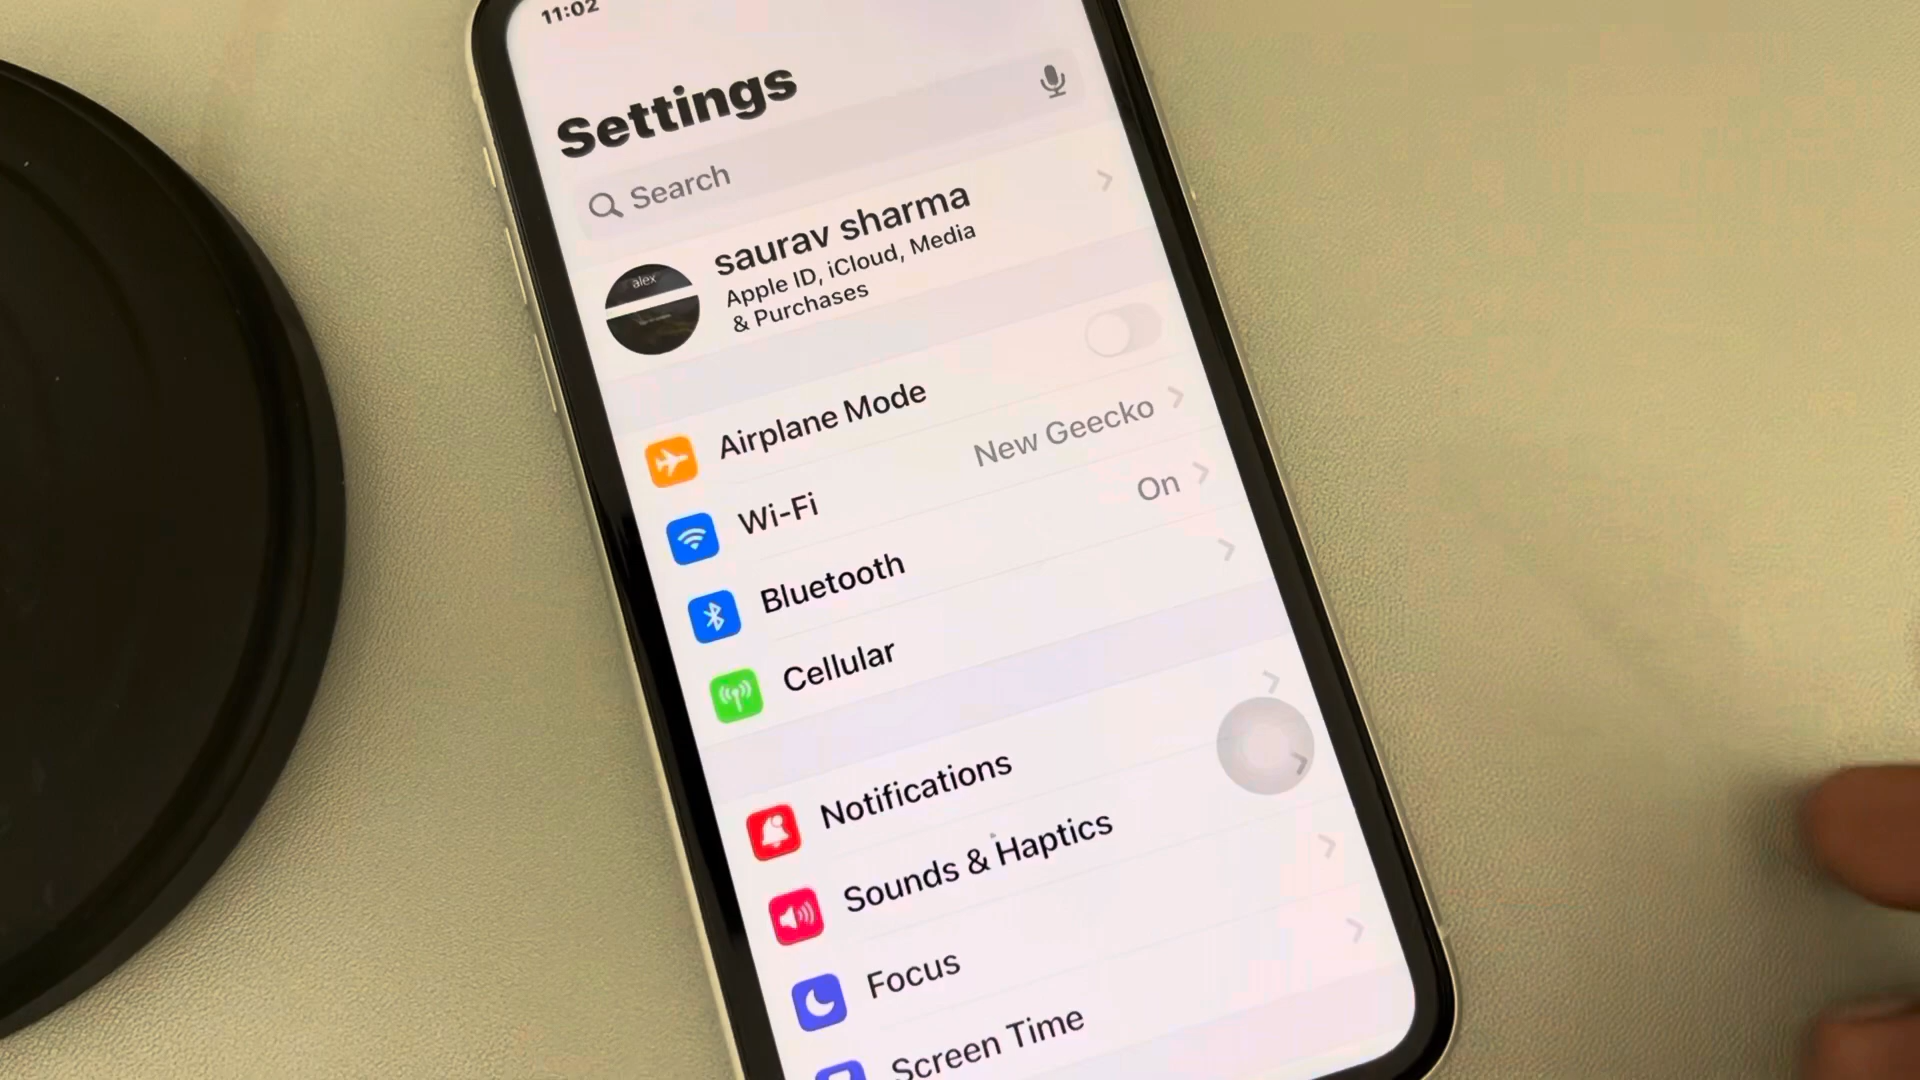 11:02
Settings
Search
saurav sharma
Apple ID, iCloud, Media
& Purchases
alex
Airplane Mode
Wi-Fi
New Geecko
Bluetooth
On
Cellular
Notifications
Sounds & Haptics
Focus
Screen Time